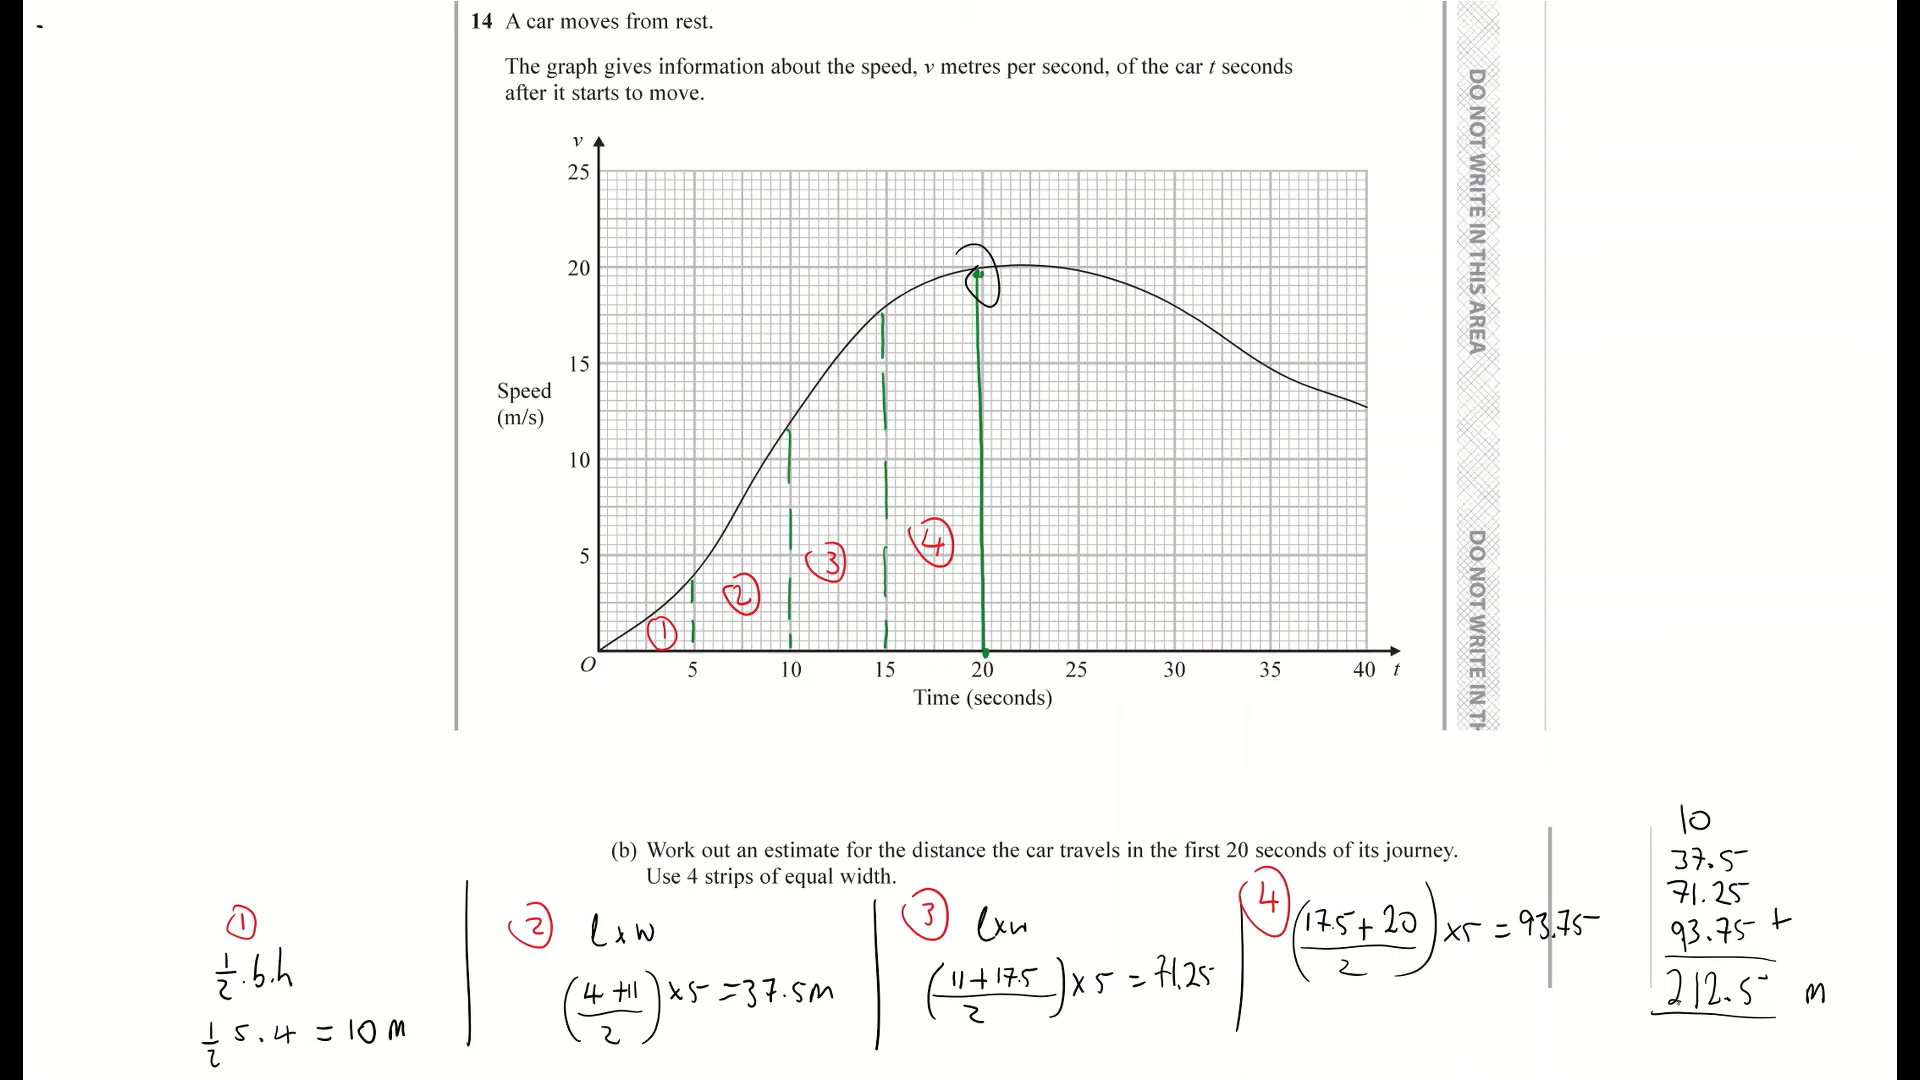 14 A car moves from rest.
The graph gives information about the speed, v metres per second, of the car t seconds
after it starts to move.
v
25
20
15
Speed
(m/s)
10
5
O
5 10 15 20 25 30 35 40 t
Time (seconds)
① ② ③ ④
DO NOT WRITE IN THIS AREA
DO NOT WRITE IN TH
(b) Work out an estimate for the distance the car travels in the first 20 seconds of its journey.
Use 4 strips of equal width.
①
1/2 . b.h
1/2 5 . 4 = 10 m
②
l x w
(4 + 11 / 2) x 5 = 37.5 m
③
l x w
(11 + 17.5 / 2) x 5 = 71.25
④
(17.5 + 20 / 2) x 5 = 93.75
10
37.5
71.25
93.75 +
212.5 m